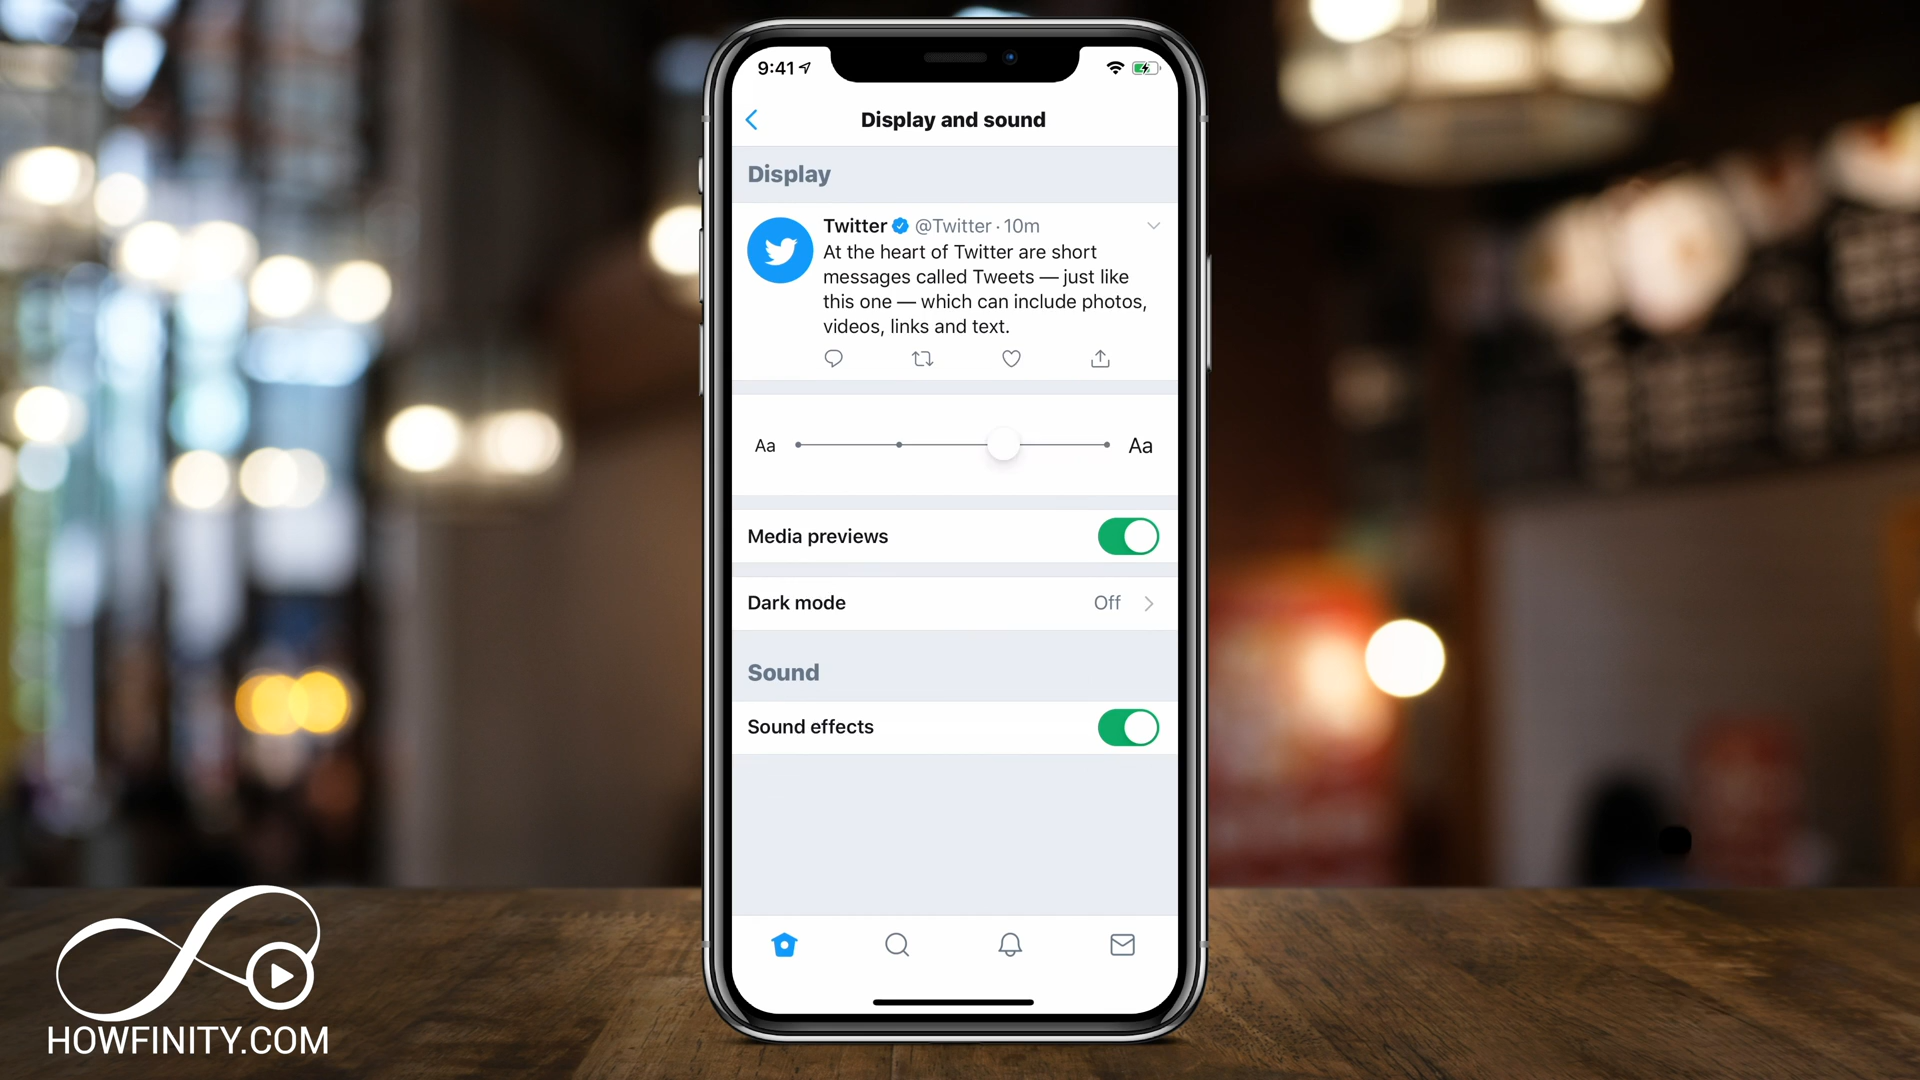 9:41
Display and sound
Display
Twitter @Twitter · 10m
At the heart of Twitter are short
messages called Tweets — just like
this one — which can include photos,
videos, links and text.
Aa Aa
Media previews
Dark mode Off
Sound
Sound effects
HOWFINITY.COM